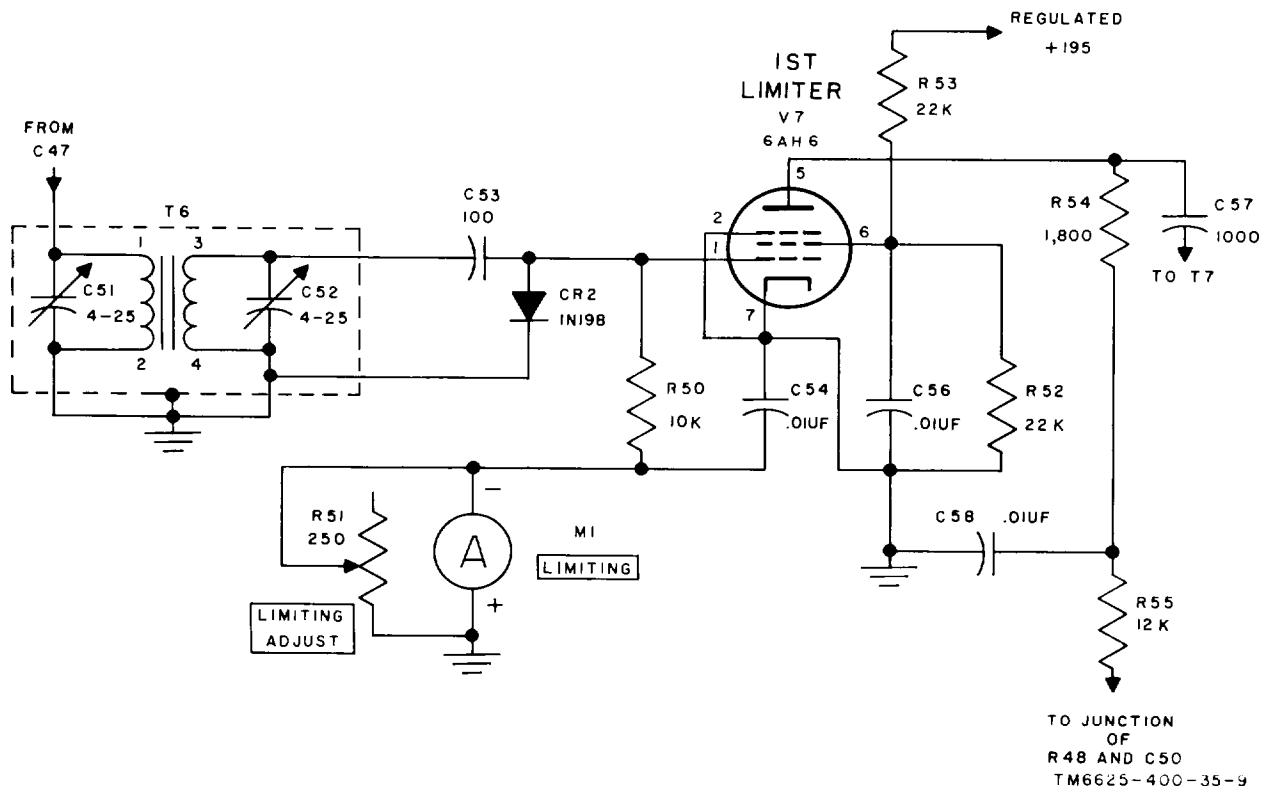 REGULATED
+195
1ST
LIMITER
V7
6AH6
R53
22K
FROM
C47
T6
1
3
C51
4-25
C52
4-25
2
4
C53
100
CR2
1N198
5
2
1
6
7
R54
1,800
C57
1000
TO T7
R50
10K
C54
.01UF
C56
.01UF
R52
22K
R51
250
−
A
+
M1
LIMITING
LIMITING
ADJUST
C58 .01UF
R55
12K
TO JUNCTION
OF
R48 AND C50
TM6625-400-35-9